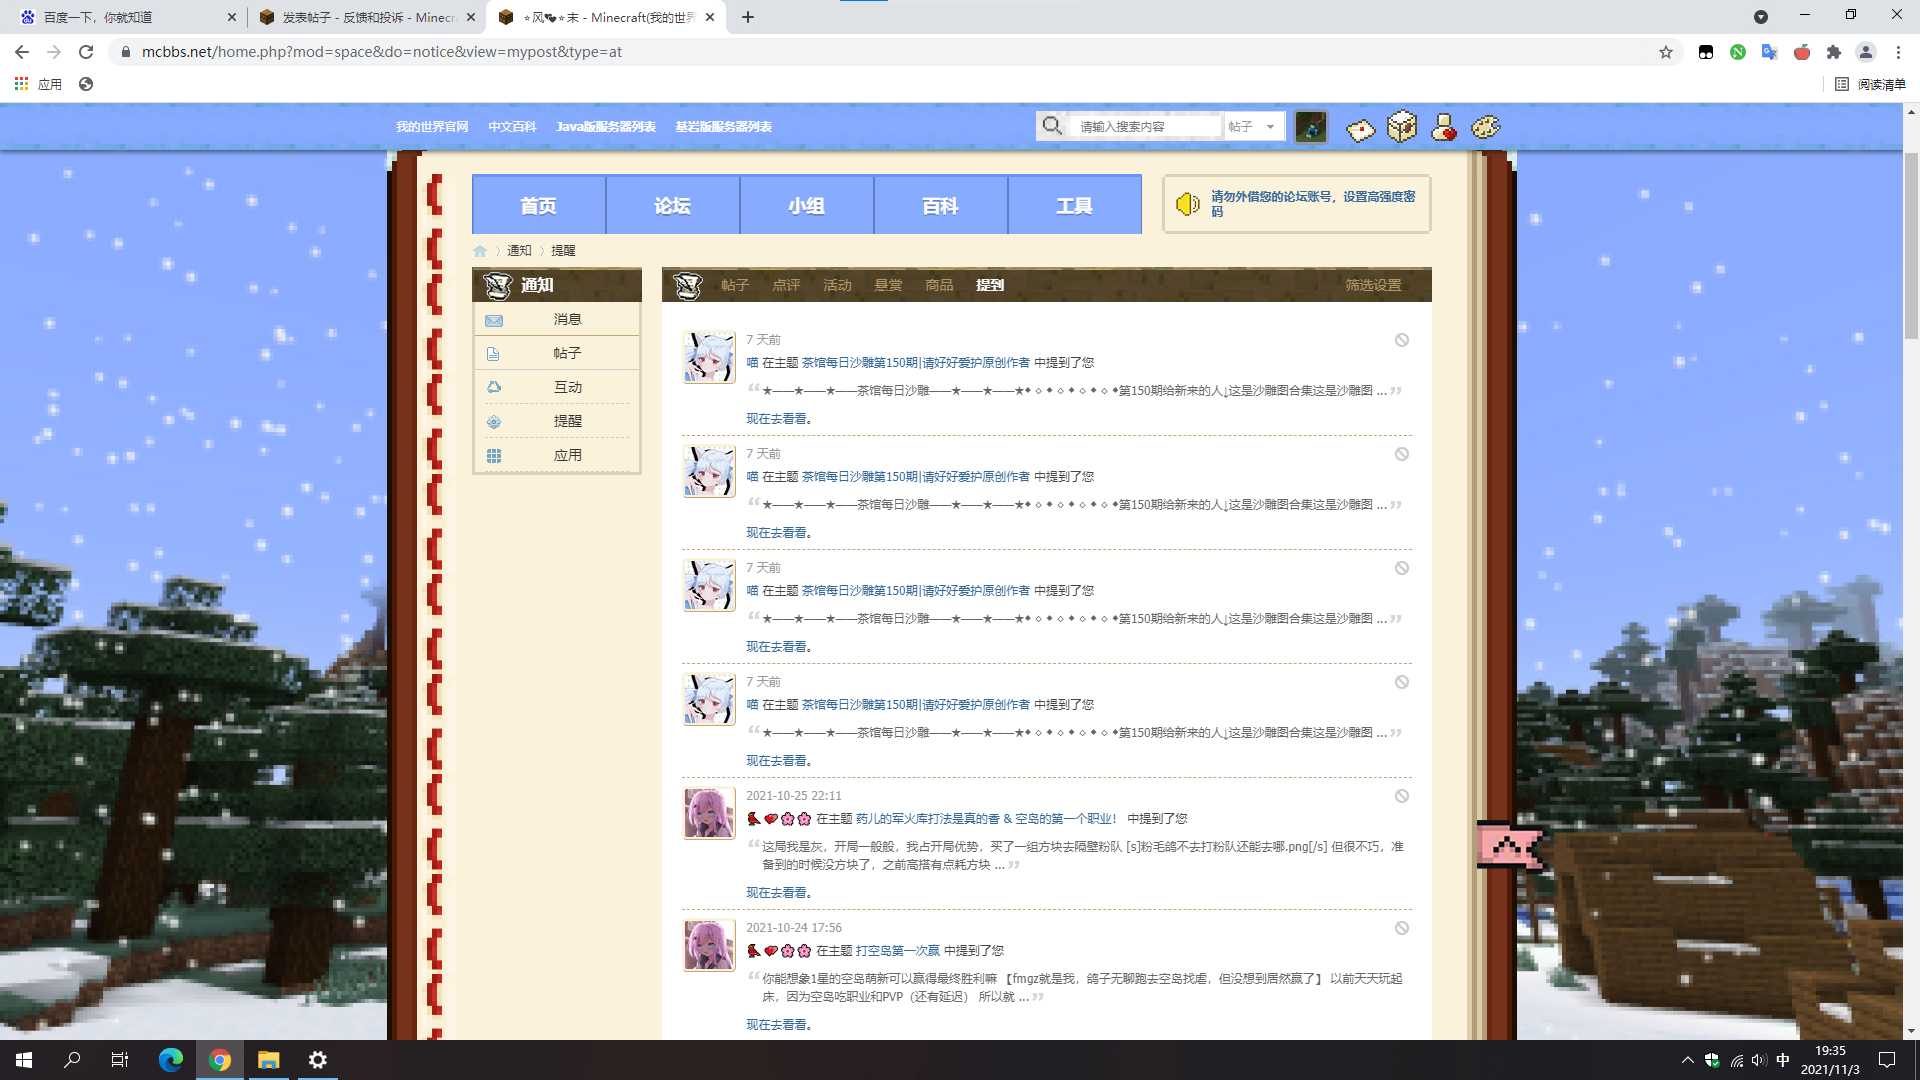 百度一下，你就知道
发表帖子 - 反馈和投诉 - Minecr
⭐风❤⭐末 - Minecraft(我的世界
mcbbs.net/home.php?mod=space&do=notice&view=mypost&type=at
应用
阅读清单
我的世界官网 中文百科 Java版服务器列表 基岩版服务器列表
请输入搜索内容 帖子
首页 论坛 小组 百科 工具
请勿外借您的论坛账号，设置高强度密
码
通知 提醒
通知
消息
帖子
互动
提醒
应用
帖子 点评 活动 悬赏 商品 提到 筛选设置
7 天前
喵 在主题 茶馆每日沙雕第150期|请好好爱护原创作者 中提到了您
★——★——★——茶馆每日沙雕——★——★——★◆ ◇ ◆ ◇ ◆ ◇ ◆ ◇ ◆第150期给新来的人↓这是沙雕图合集这是沙雕图 ...
现在去看看。
7 天前
喵 在主题 茶馆每日沙雕第150期|请好好爱护原创作者 中提到了您
★——★——★——茶馆每日沙雕——★——★——★◆ ◇ ◆ ◇ ◆ ◇ ◆ ◇ ◆第150期给新来的人↓这是沙雕图合集这是沙雕图 ...
现在去看看。
7 天前
喵 在主题 茶馆每日沙雕第150期|请好好爱护原创作者 中提到了您
★——★——★——茶馆每日沙雕——★——★——★◆ ◇ ◆ ◇ ◆ ◇ ◆ ◇ ◆第150期给新来的人↓这是沙雕图合集这是沙雕图 ...
现在去看看。
7 天前
喵 在主题 茶馆每日沙雕第150期|请好好爱护原创作者 中提到了您
★——★——★——茶馆每日沙雕——★——★——★◆ ◇ ◆ ◇ ◆ ◇ ◆ ◇ ◆第150期给新来的人↓这是沙雕图合集这是沙雕图 ...
现在去看看。
2021-10-25 22:11
在主题 药儿的军火库打法是真的香 & 空岛的第一个职业！ 中提到了您
这局我是灰，开局一般般，我占开局优势，买了一组方块去隔壁粉队 [s]粉毛鸽不去打粉队还能去哪.png[/s] 但很不巧，准
备到的时候没方块了，之前高搭有点耗方块 ...
现在去看看。
2021-10-24 17:56
在主题 打空岛第一次赢 中提到了您
你能想象1星的空岛萌新可以赢得最终胜利嘛 【fmgz就是我，鸽子无聊跑去空岛找虐，但没想到居然赢了】 以前天天玩起
床，因为空岛吃职业和PVP（还有延迟） 所以就 ...
现在去看看。
中
19:35
2021/11/3